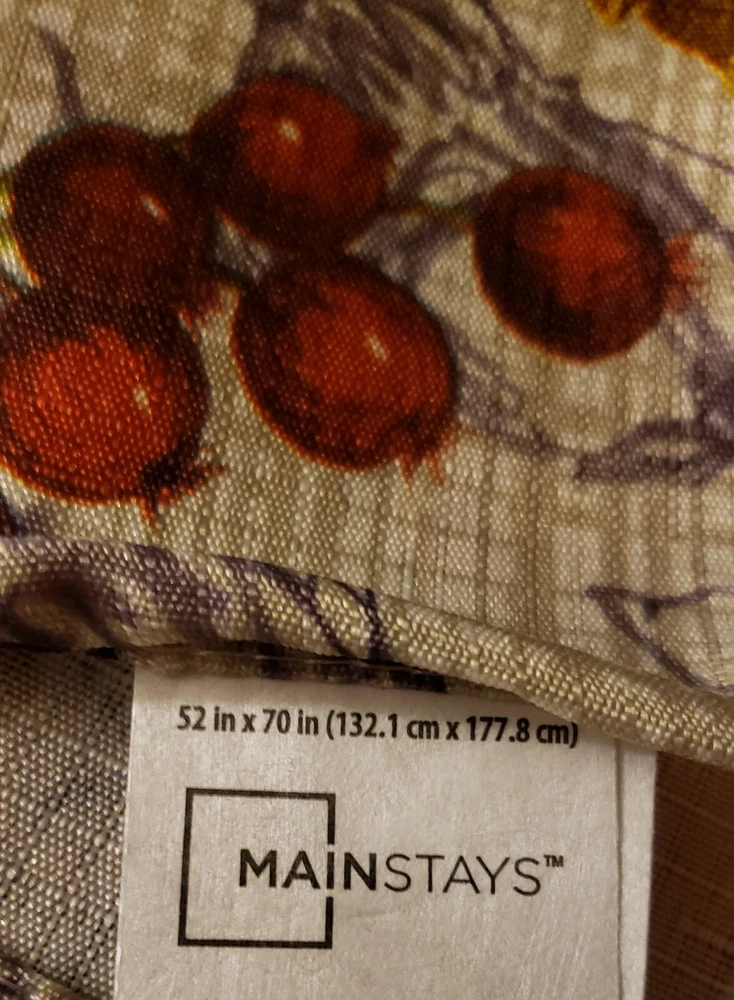 52 in x 70 in (132.1 cm x 177.8 cm)
MAINSTAYS™